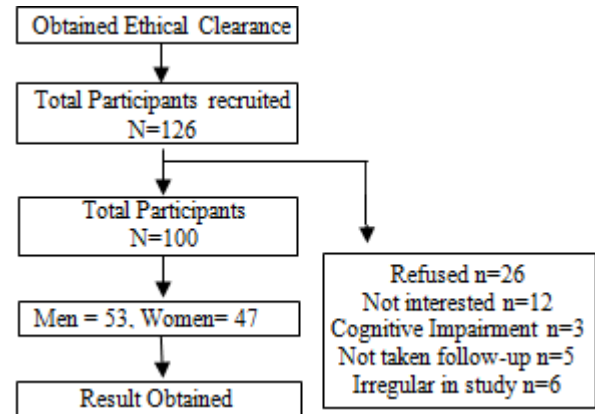 Obtained Ethical Clearance
Total Participants recruited
N=126
Total Participants
N=100
Refused n=26
Not interested n=12
Cognitive Impairment n=3
Not taken follow-up n=5
Irregular in study n=6
Men = 53, Women= 47
Result Obtained